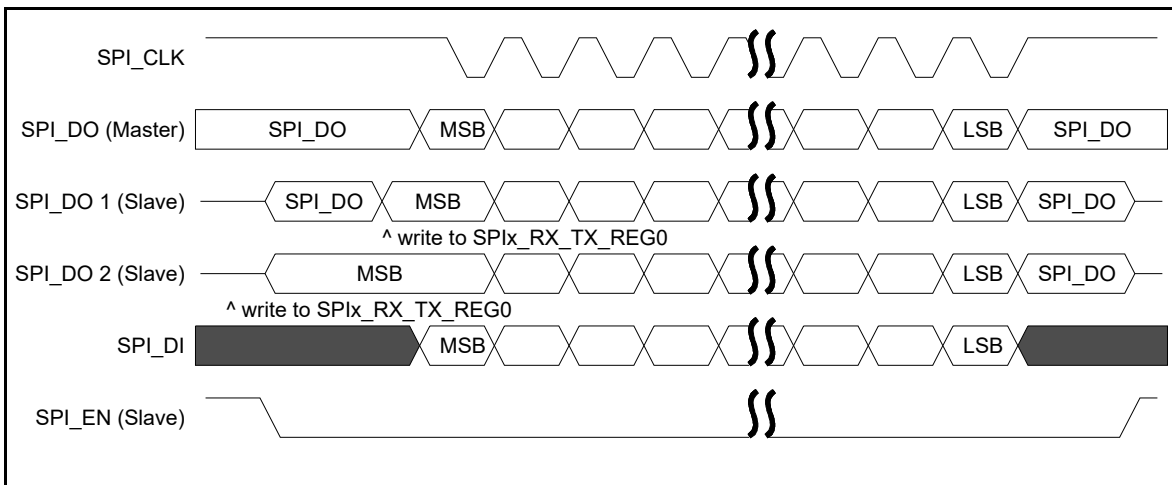 SPI_CLK
SPI_DO (Master) SPI_DO MSB LSB SPI_DO
SPI_DO 1 (Slave) SPI_DO MSB LSB SPI_DO
^ write to SPIx_RX_TX_REG0
SPI_DO 2 (Slave) MSB LSB SPI_DO
^ write to SPIx_RX_TX_REG0
SPI_DI MSB LSB
SPI_EN (Slave)